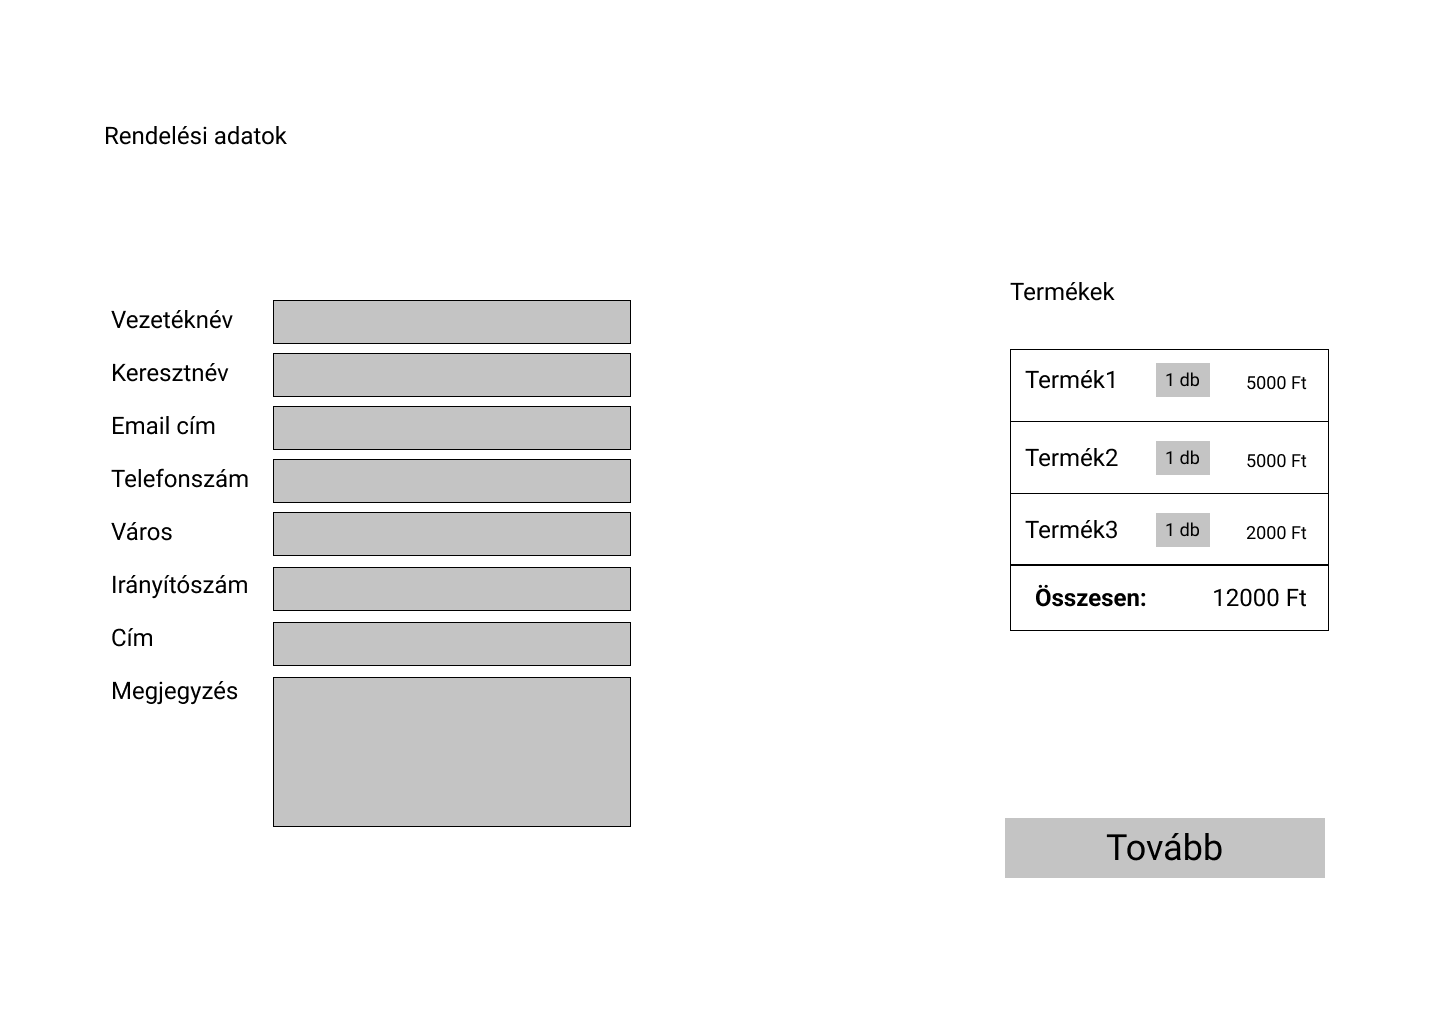 Rendelési adatok
Vezetéknév
Keresztnév
Email cím
Telefonszám
Város
Irányítószám
Cím
Megjegyzés
Termékek
Termék1 1 db 5000 Ft
Termék2 1 db 5000 Ft
Termék3 1 db 2000 Ft
Összesen: 12000 Ft
Tovább